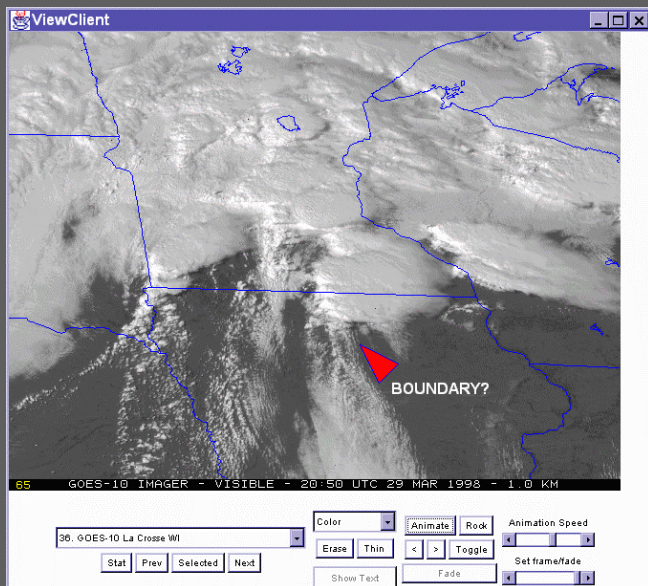 ViewClient
BOUNDARY?
65 GOES-10 IMAGER - VISIBLE - 20:50 UTC 29 MAR 1998 - 1.0 KM
36. GOES-10 La Crosse WI
Stat Prev Selected Next
Color
Erase Thin
Show Text
Animate Rock
< > Toggle
Fade
Animation Speed
Set frame/fade